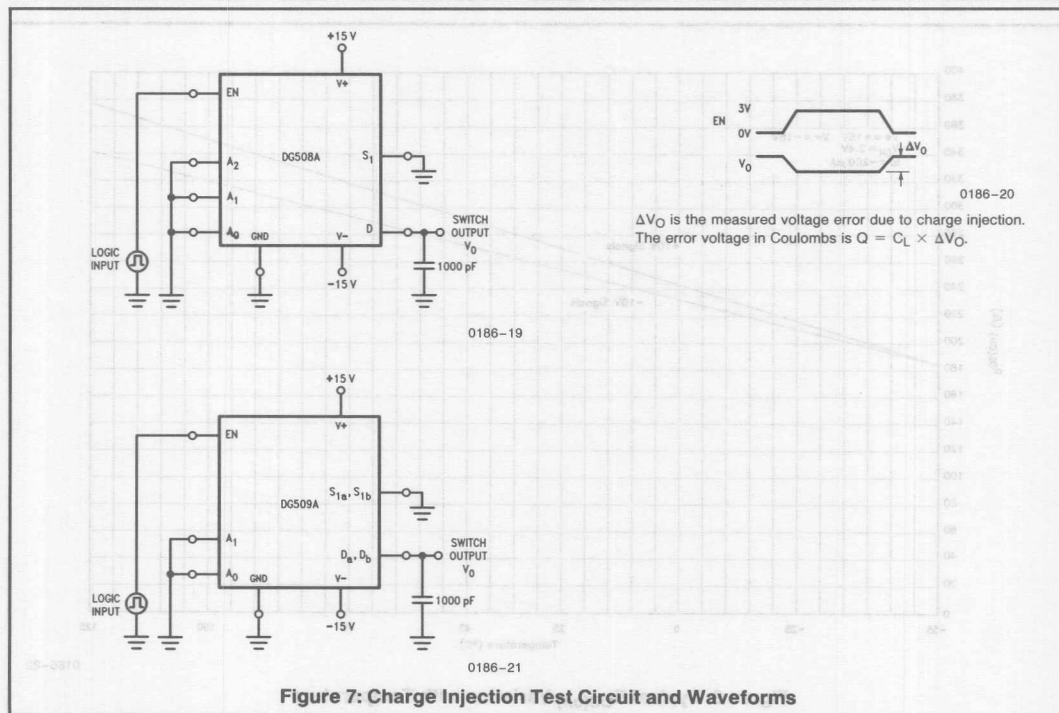 +15 V
V+
EN
A2
DG508A
S1
A1
A0
GND
V−
D
SWITCH
OUTPUT
VO
LOGIC
INPUT
1000 pF
−15 V
0186−19
EN
3V
0V
VO
ΔVO
0186−20
ΔVO is the measured voltage error due to charge injection.
The error voltage in Coulombs is Q = CL × ΔVO.
+15 V
V+
EN
S1a, S1b
DG509A
A1
Da, Db
A0
GND
V−
SWITCH
OUTPUT
VO
LOGIC
INPUT
1000 pF
−15 V
0186−21
Figure 7: Charge Injection Test Circuit and Waveforms